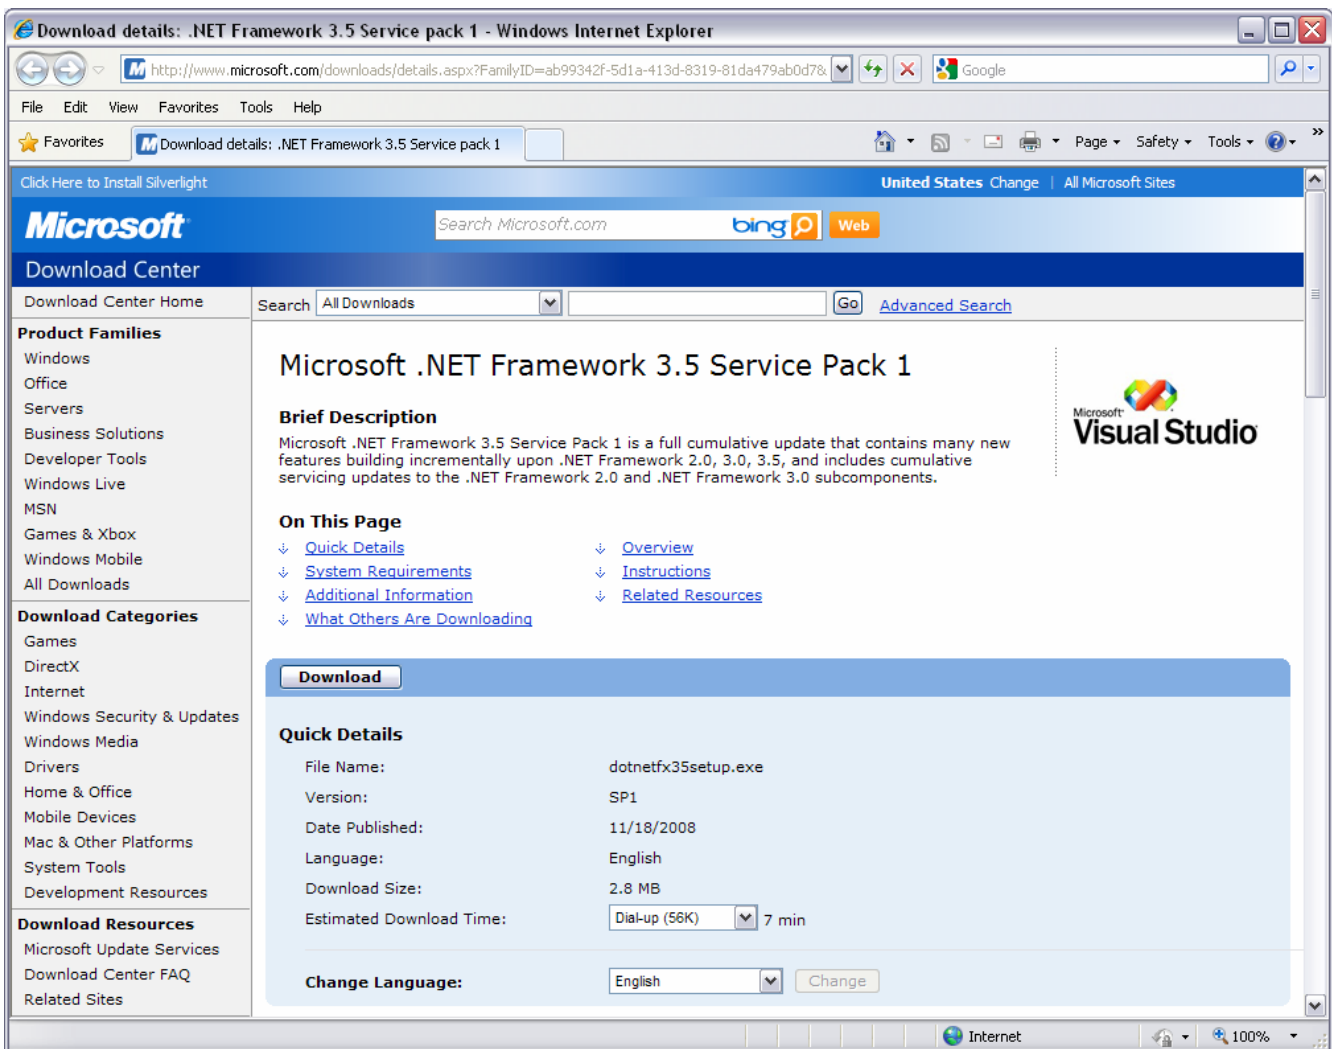 Download details: .NET Framework 3.5 Service pack 1 - Windows Internet Explorer
http://www.microsoft.com/downloads/details.aspx?FamilyID=ab99342f-5d1a-413d-8319-81da479ab0d7& Google
File Edit View Favorites Tools Help
Favorites Download details: .NET Framework 3.5 Service pack 1 Page Safety Tools
Click Here to Install Silverlight United States Change | All Microsoft Sites
Microsoft Search Microsoft.com bing Web
Download Center
Download Center Home
Product Families
Windows
Office
Servers
Business Solutions
Developer Tools
Windows Live
MSN
Games & Xbox
Windows Mobile
All Downloads
Download Categories
Games
DirectX
Internet
Windows Security & Updates
Windows Media
Drivers
Home & Office
Mobile Devices
Mac & Other Platforms
System Tools
Development Resources
Download Resources
Microsoft Update Services
Download Center FAQ
Related Sites
Search All Downloads Go Advanced Search
Microsoft .NET Framework 3.5 Service Pack 1
Microsoft
Visual Studio
Brief Description
Microsoft .NET Framework 3.5 Service Pack 1 is a full cumulative update that contains many new
features building incrementally upon .NET Framework 2.0, 3.0, 3.5, and includes cumulative
servicing updates to the .NET Framework 2.0 and .NET Framework 3.0 subcomponents.
On This Page
Quick Details Overview
System Requirements Instructions
Additional Information Related Resources
What Others Are Downloading
Download
Quick Details
File Name: dotnetfx35setup.exe
Version: SP1
Date Published: 11/18/2008
Language: English
Download Size: 2.8 MB
Estimated Download Time: Dial-up (56K) 7 min
Change Language: English Change
Internet 100%